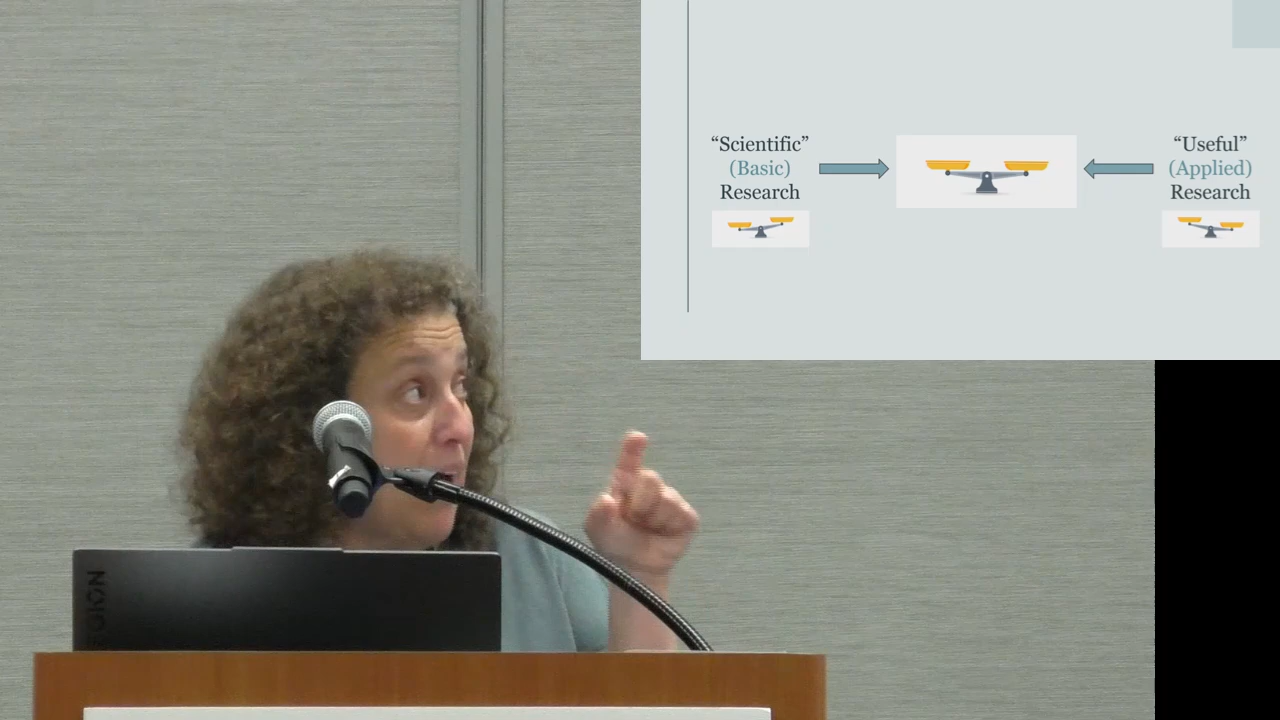 “Scientific”
(Basic)
Research
“Useful”
(Applied)
Research